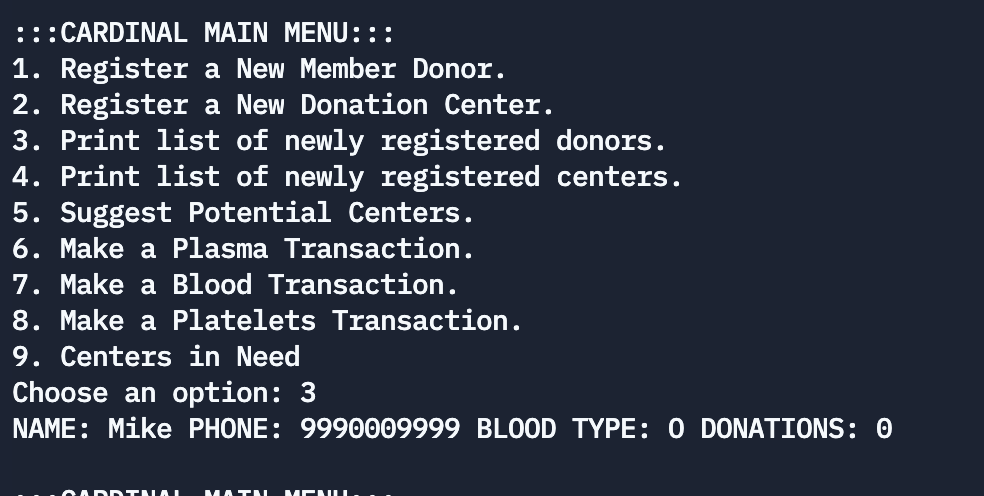 :::CARDINAL MAIN MENU:::
1. Register a New Member Donor.
2. Register a New Donation Center.
3. Print list of newly registered donors.
4. Print list of newly registered centers.
5. Suggest Potential Centers.
6. Make a Plasma Transaction.
7. Make a Blood Transaction.
8. Make a Platelets Transaction.
9. Centers in Need
Choose an option: 3
NAME: Mike PHONE: 9990009999 BLOOD TYPE: O DONATIONS: 0
:::CARDINAL MAIN MENU:::